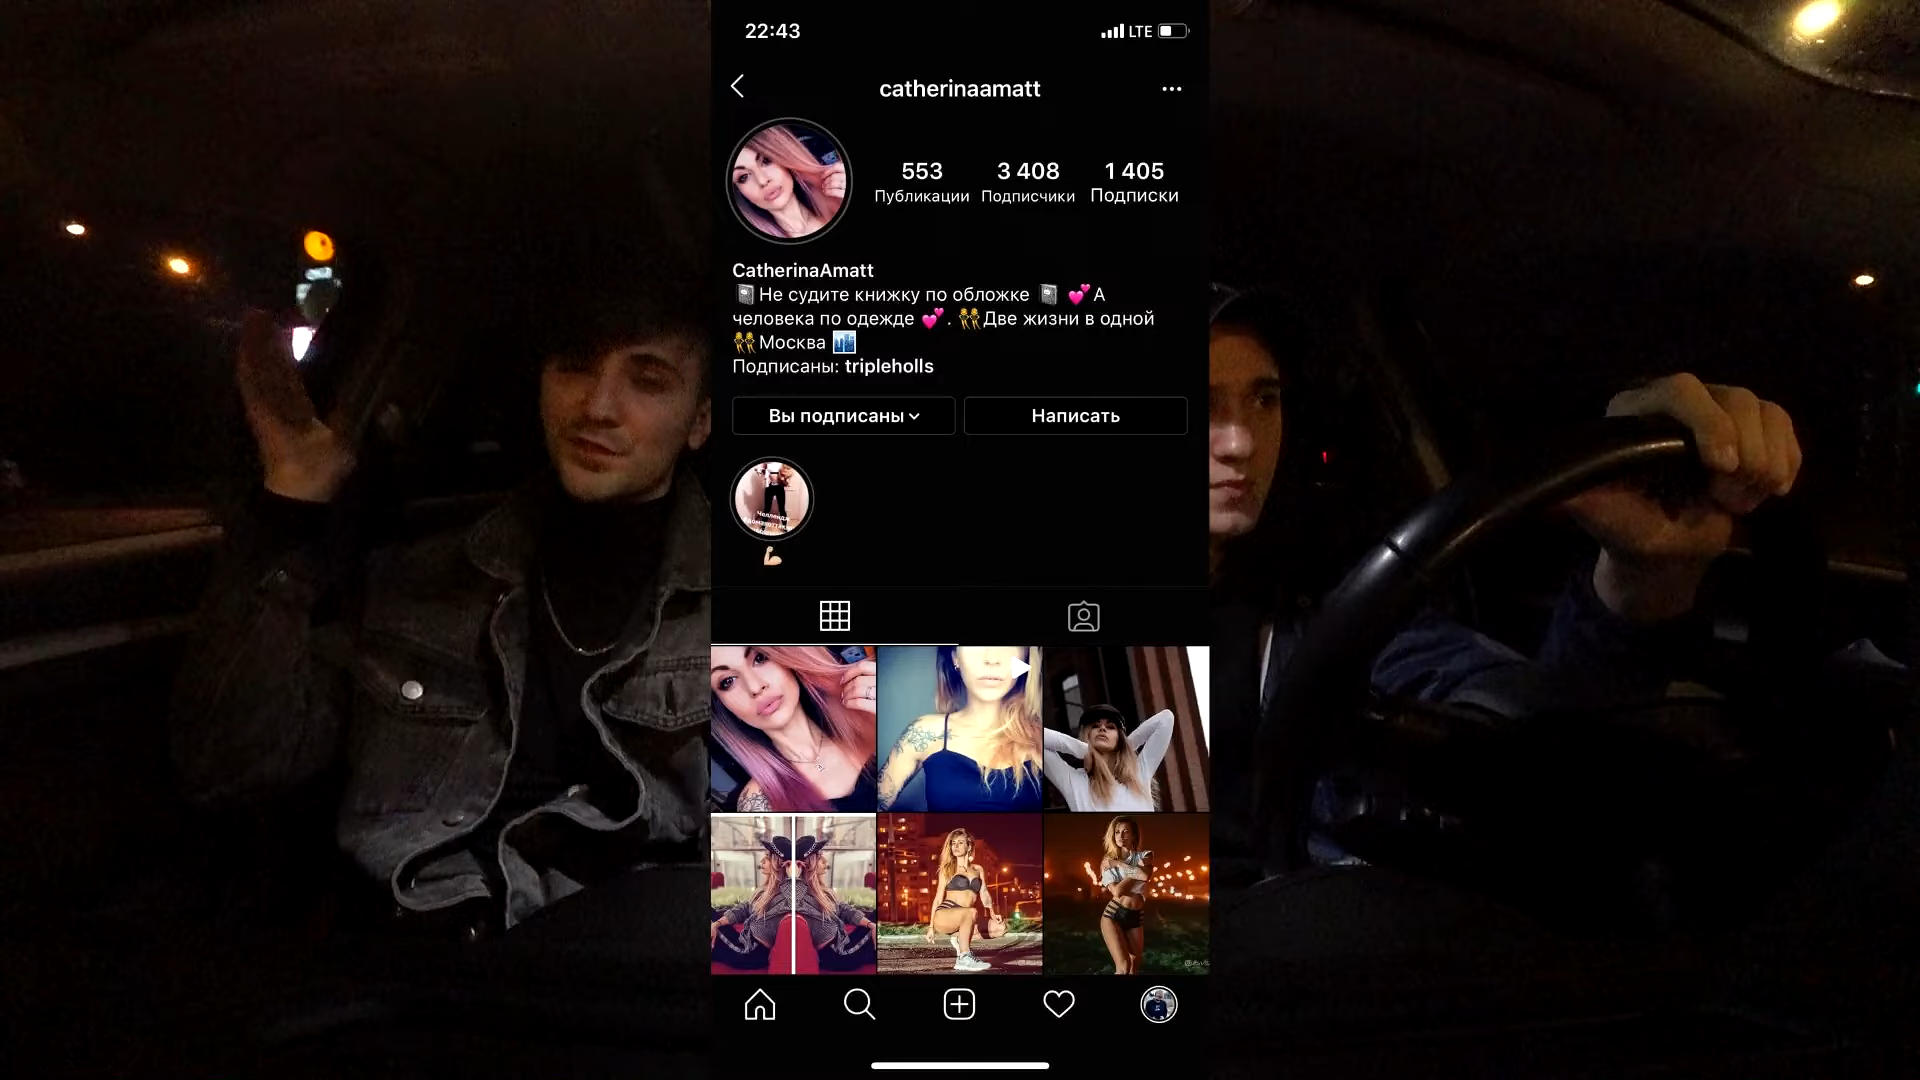 22:43
LTE
catherinaamatt
553
3 408
1 405
Публикации
Подписчики
Подписки
CatherinaAmatt
Не судите книжку по обложке 💕А
человека по одежде 💕. 👯Две жизни в одной
👯Москва 🏙
Подписаны: tripleholls
Вы подписаны
Написать
Челлендж
💪🏼